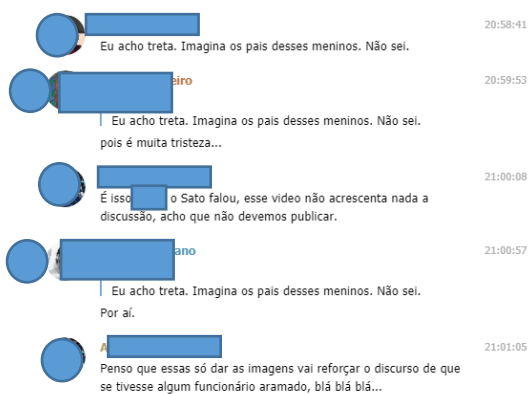 20:58:41
Eu acho treta. Imagina os pais desses meninos. Não sei.
eiro 20:59:53
Eu acho treta. Imagina os pais desses meninos. Não sei.
pois é muita tristeza...
21:00:08
É isso o Sato falou, esse video não acrescenta nada a
discussão, acho que não devemos publicar.
ano 21:00:57
Eu acho treta. Imagina os pais desses meninos. Não sei.
Por aí.
A 21:01:05
Penso que essas só dar as imagens vai reforçar o discurso de que
se tivesse algum funcionário aramado, blá blá blá...